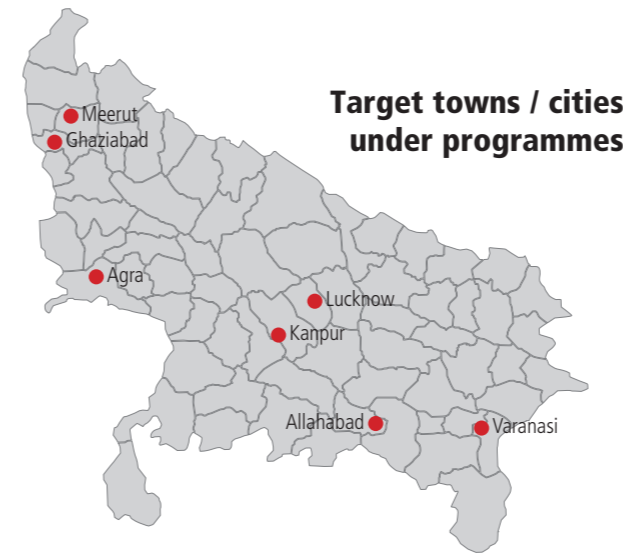 Target towns / cities
under programmes
Meerut
Ghaziabad
Agra
Lucknow
Kanpur
Allahabad
Varanasi